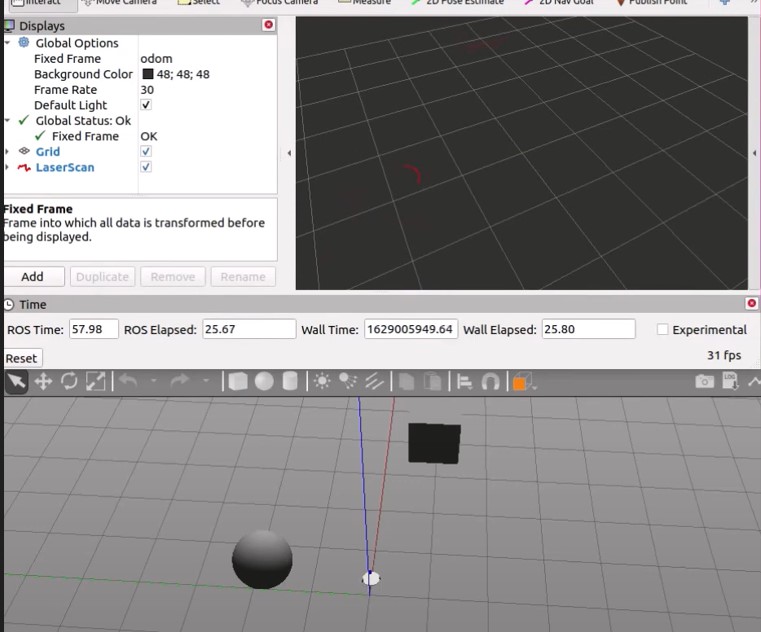 Interact Move Camera Select Focus Camera Measure 2D Pose Estimate 2D Nav Goal Publish Point
Displays
Global Options
Fixed Frame odom
Background Color 48; 48; 48
Frame Rate 30
Default Light
Global Status: Ok
Fixed Frame OK
Grid
LaserScan
Fixed Frame
Frame into which all data is transformed before
being displayed.
Add Duplicate Remove Rename
Time
ROS Time: 57.98 ROS Elapsed: 25.67 Wall Time: 1629005949.64 Wall Elapsed: 25.80 Experimental
Reset 31 fps
LOG